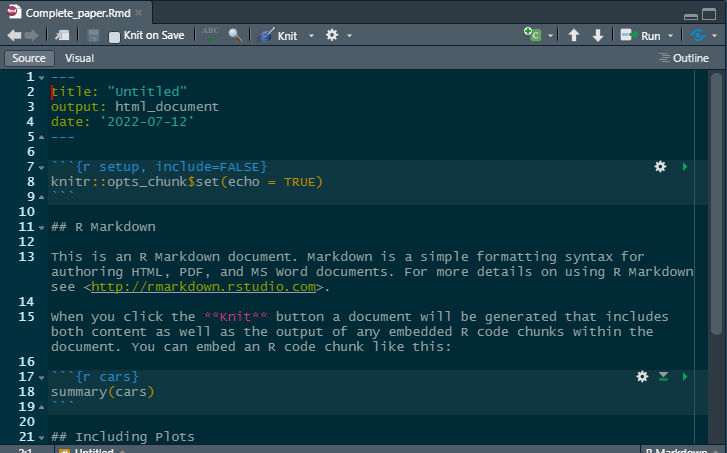 Complete_paper.Rmd
Knit on Save ABC Knit Run
Source Visual Outline
1 ---
2 title: "Untitled"
3 output: html_document
4 date: '2022-07-12'
5 ---
6
7 ```{r setup, include=FALSE}
8 knitr::opts_chunk$set(echo = TRUE)
9 ```
10
11 ## R Markdown
12
13 This is an R Markdown document. Markdown is a simple formatting syntax for
authoring HTML, PDF, and MS Word documents. For more details on using R Markdown
see <http://rmarkdown.rstudio.com>.
14
15 When you click the **Knit** button a document will be generated that includes
both content as well as the output of any embedded R code chunks within the
document. You can embed an R code chunk like this:
16
17 ```{r cars}
18 summary(cars)
19 ```
20
21 ## Including Plots
2:1 Untitled R Markdown